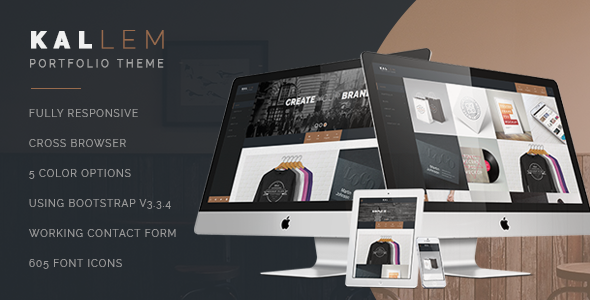 KALLEM
PORTFOLIO THEME
FULLY RESPONSIVE
CROSS BROWSER
5 COLOR OPTIONS
USING BOOTSTRAP V3.3.4
WORKING CONTACT FORM
605 FONT ICONS
CREATE
BRAN